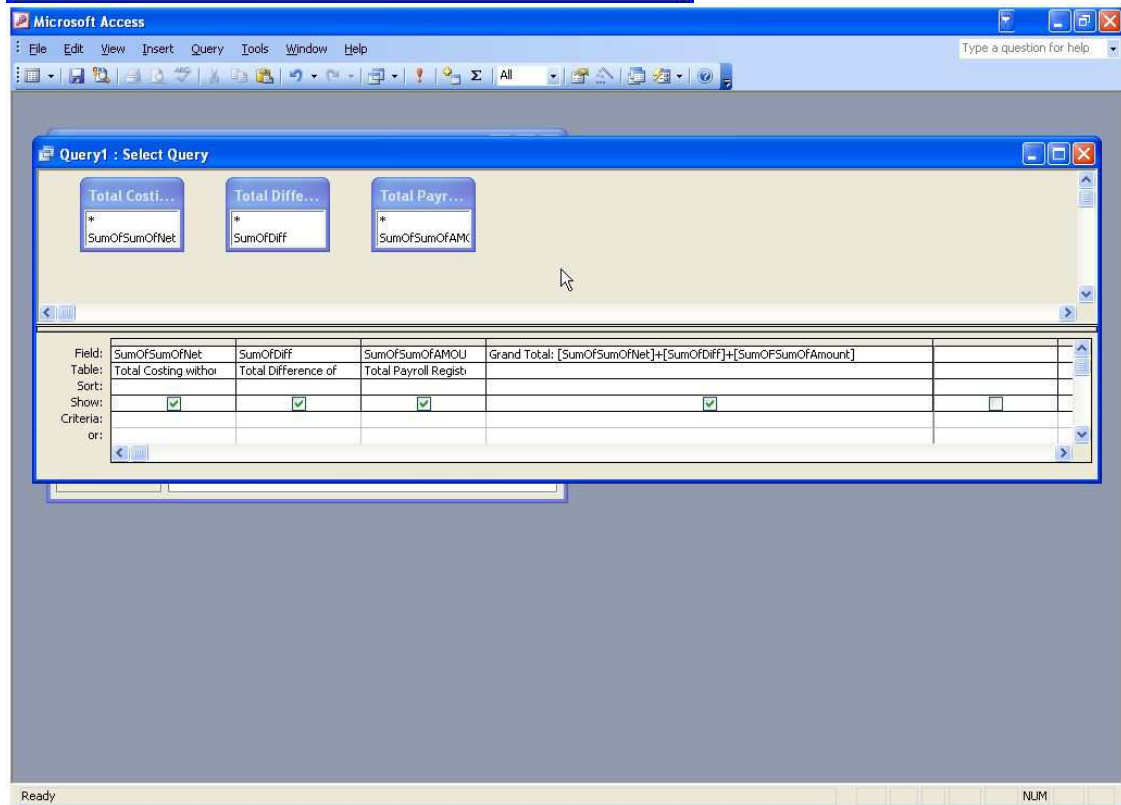 Microsoft Access
File Edit View Insert Query Tools Window Help
Type a question for help
All
Query1 : Select Query
Total Costi... Total Diffe... Total Payr...
* * *
SumOfSumOfNet SumOfDiff SumOfSumOfAM
Field: SumOfSumOfNet SumOfDiff SumOfSumOfAMOU Grand Total: [SumOfSumOfNet]+[SumOfDiff]+[SumOFSumOfAmount]
Table: Total Costing withou Total Difference of Total Payroll Regist
Sort:
Show:
Criteria:
or:
Ready NUM